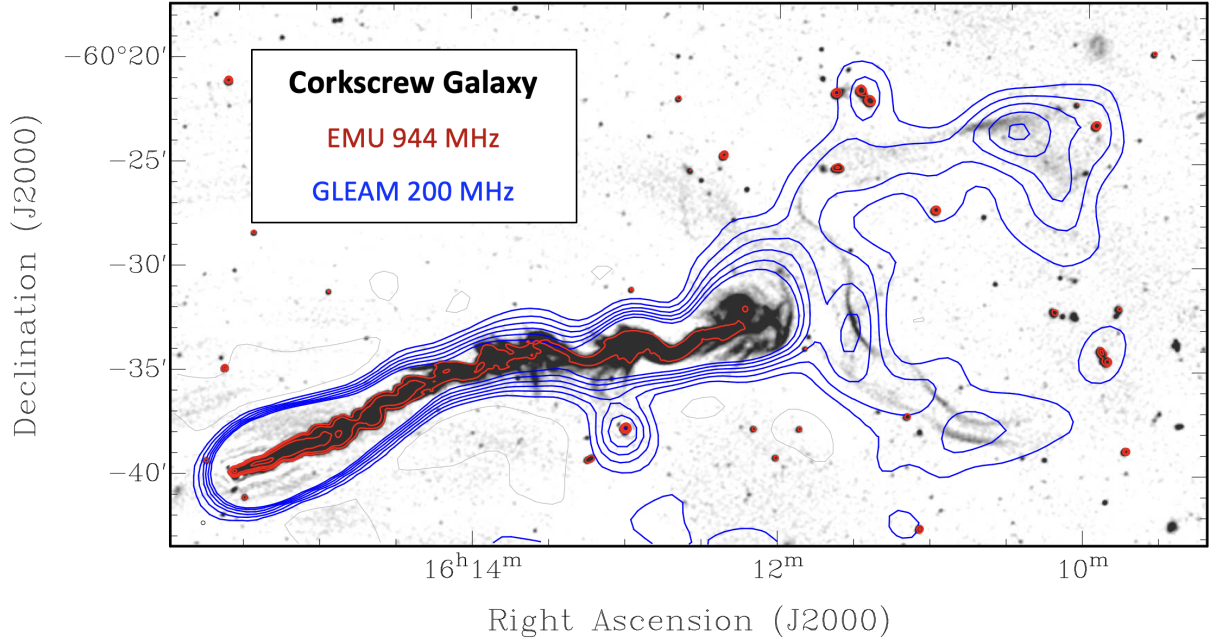 Corkscrew Galaxy
EMU 944 MHz
GLEAM 200 MHz
−60°20′
−25′
−30′
−35′
−40′
Declination (J2000)
16ʰ14ᵐ
12ᵐ
10ᵐ
Right Ascension (J2000)